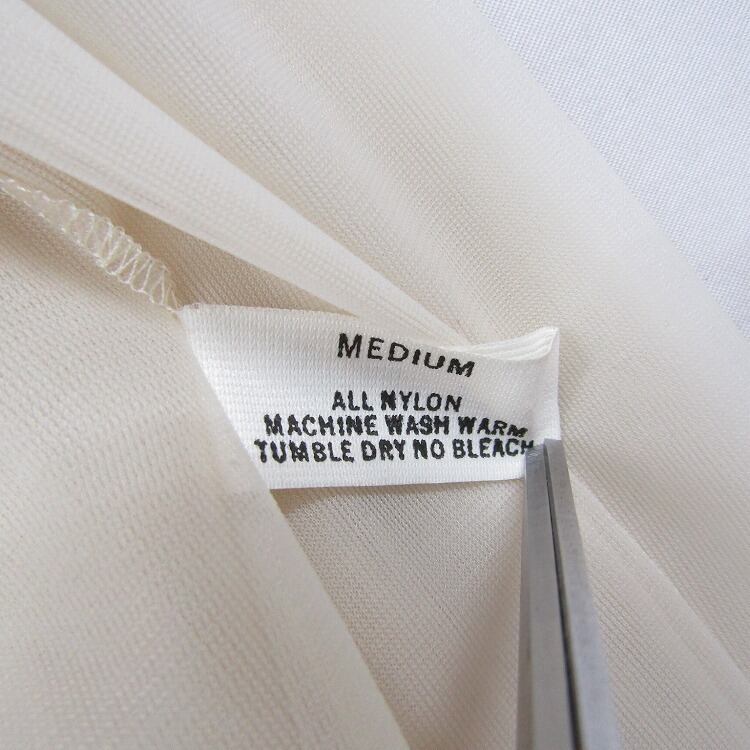 MEDIUM
ALL NYLON
MACHINE WASH WARM
TUMBLE DRY NO BLEACH